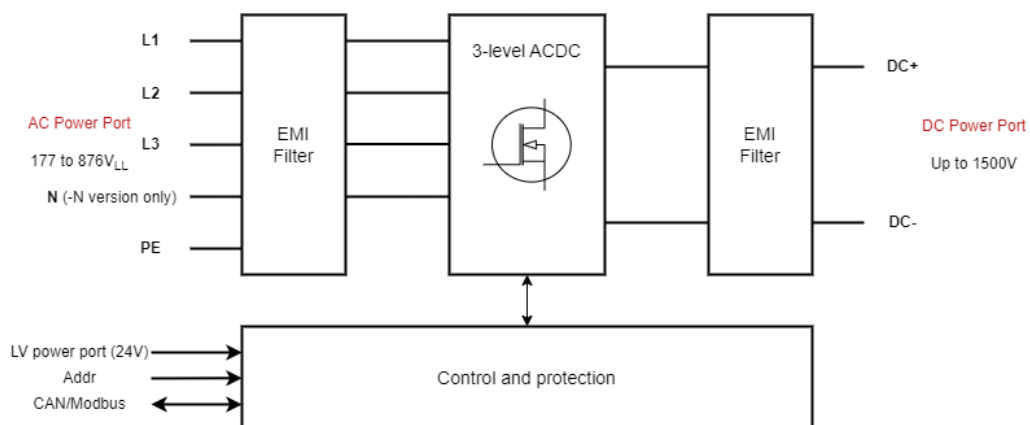 L1
3-level ACDC
DC+
L2
AC Power Port
L3
EMI
Filter
EMI
Filter
DC Power Port
177 to 876VLL
Up to 1500V
N (-N version only)
DC-
PE
LV power port (24V)
Addr
CAN/Modbus
Control and protection